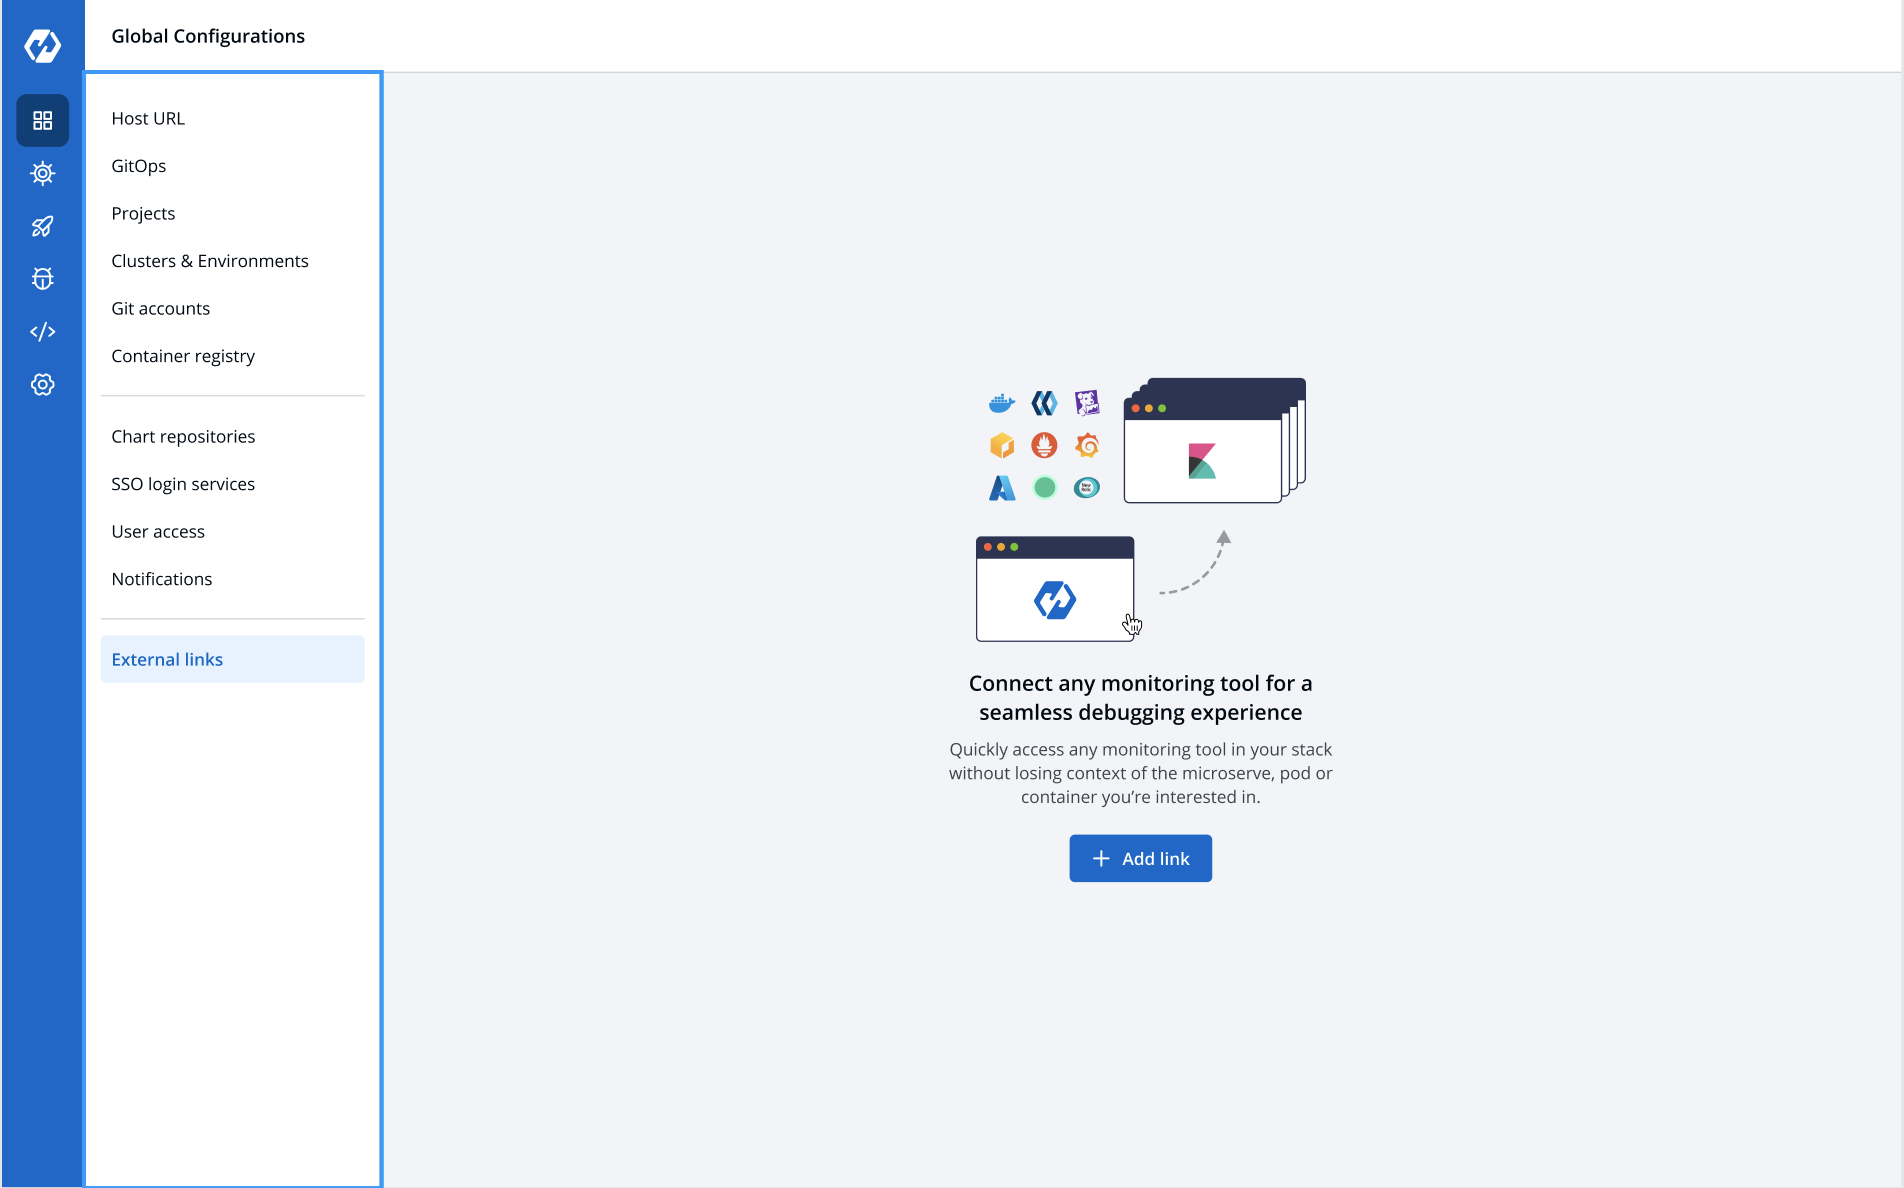 Global Configurations
Host URL
GitOps
Projects
Clusters & Environments
Git accounts
Container registry
Chart repositories
SSO login services
User access
Notifications
External links
New
Relic
Connect any monitoring tool for a
seamless debugging experience
Quickly access any monitoring tool in your stack
without losing context of the microserve, pod or
container you’re interested in.
Add link